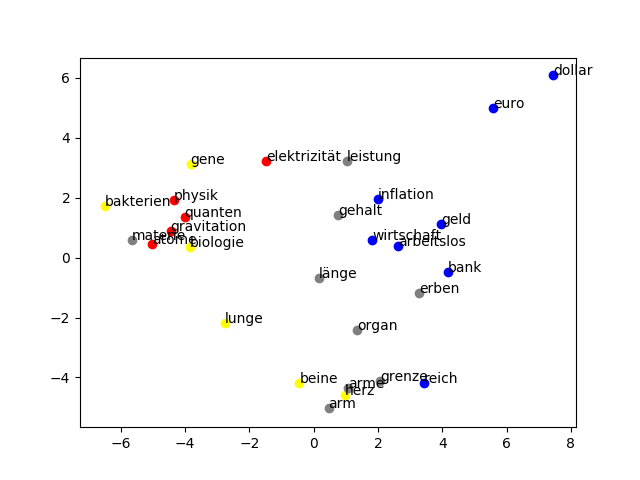 dollar
euro
gene
elektrizität
leistung
bakterien
physik
inflation
quanten
gehalt
geld
gravitation
materie
atome
biologie
wirtschaft
arbeitslos
länge
bank
erben
lunge
organ
beine
arme
grenze
reich
herz
arm
6
4
2
0
−2
−4
−6
−4
−2
0
2
4
6
8